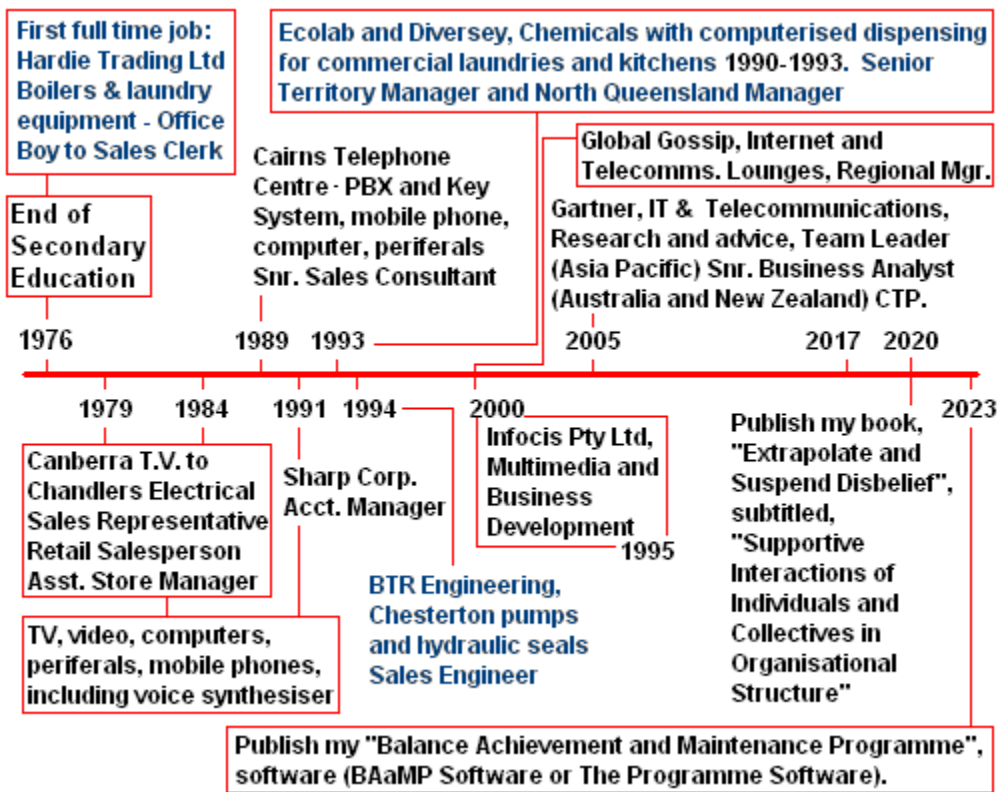 First full time job:
Hardie Trading Ltd
Boilers & laundry
equipment - Office
Boy to Sales Clerk
Ecolab and Diversey, Chemicals with computerised dispensing
for commercial laundries and kitchens 1990-1993.  Senior
Territory Manager and North Queensland Manager
End of
Secondary
Education
Cairns Telephone
Centre - PBX and Key
System, mobile phone,
computer, periferals
Snr. Sales Consultant
Global Gossip, Internet and
Telecomms. Lounges, Regional Mgr.
Gartner, IT &  Telecommunications,
Research and advice, Team Leader
(Asia Pacific) Snr. Business Analyst
(Australia and New Zealand) CTP.
1976
1989
1993
2005
2017
2020
1979
1984
1991
1994
2000
2023
Canberra T.V. to
Chandlers Electrical
Sales Representative
Retail Salesperson
Asst. Store Manager
TV, video, computers,
periferals, mobile phones,
including voice synthesiser
Sharp Corp.
Acct. Manager
BTR Engineering,
Chesterton pumps
and hydraulic seals
Sales Engineer
Infocis Pty Ltd,
Multimedia and
Business
Development
1995
Publish my book,
"Extrapolate and
Suspend Disbelief",
subtitled,
"Supportive
Interactions of
Individuals and
Collectives in
Organisational
Structure"
Publish my "Balance Achievement and Maintenance Programme",
software (BAaMP Software or The Programme Software).